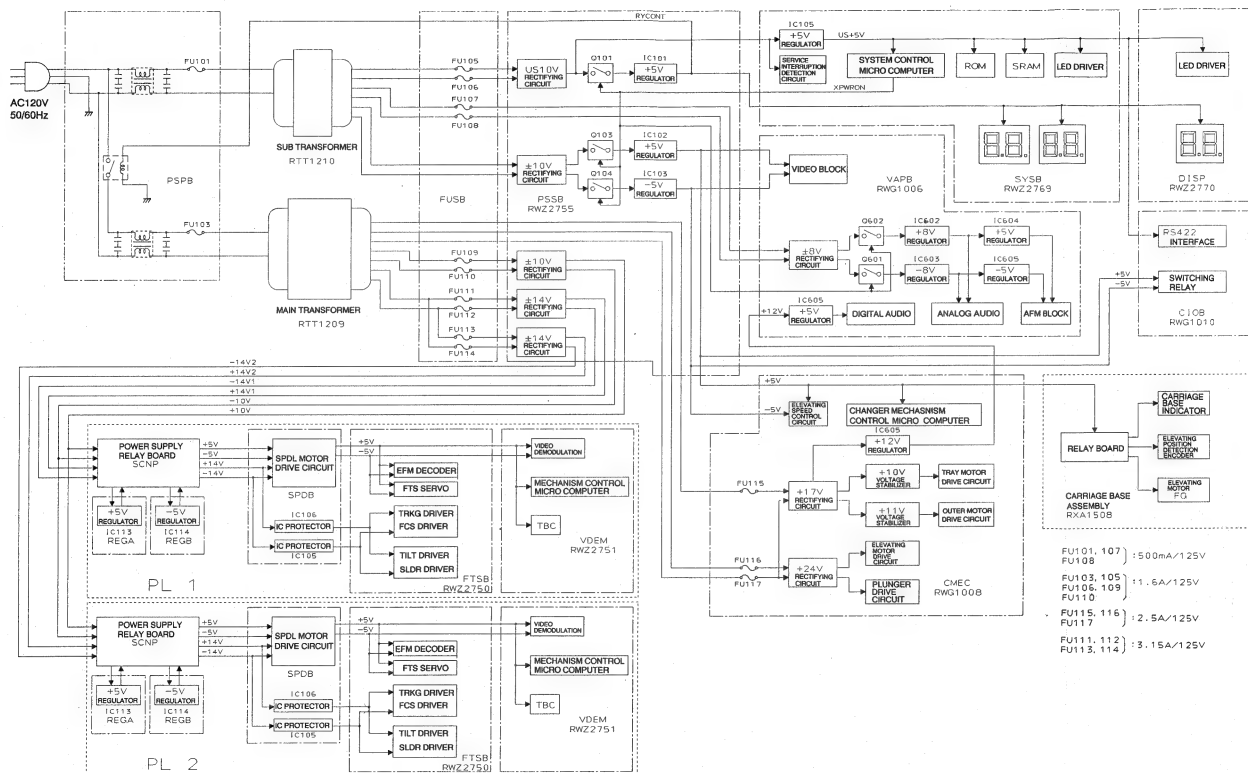 AC120V
50/60Hz
FU101
PSPB
FU103
SUB TRANSFORMER
RTT1210
MAIN TRANSFORMER
RTT1209
FU105
FU106
FU107
FU108
FUSB
FU109
FU110
FU111
FU112
FU113
FU114
RYCONT
US10V
RECTIFYING
CIRCUIT
Q101
IC101
+5V
REGULATOR
Q103
IC102
+5V
REGULATOR
±10V
RECTIFYING
CIRCUIT
Q104
IC103
-5V
REGULATOR
PSSB
RWZ2755
±10V
RECTIFYING
CIRCUIT
±14V
RECTIFYING
CIRCUIT
±14V
RECTIFYING
CIRCUIT
IC105
+5V
REGULATOR
US+5V
SERVICE
INTERRUPTION
DETECTION
CIRCUIT
SYSTEM CONTROL
MICRO COMPUTER
ROM
SRAM
LED DRIVER
XPWRON
SYSB
RWZ2769
LED DRIVER
DISP
RWZ2770
VIDEO BLOCK
VAPB
RWG1006
±8V
RECTIFYING
CIRCUIT
Q602
IC602
+8V
REGULATOR
IC604
+5V
REGULATOR
Q601
IC603
-8V
REGULATOR
IC605
-5V
REGULATOR
+12V
IC605
+5V
REGULATOR
DIGITAL AUDIO
ANALOG AUDIO
AFM BLOCK
RS422
INTERFACE
+5V
-5V
SWITCHING
RELAY
CIOB
RWG1010
-14V2
+14V2
-14V1
+14V1
-10V
+10V
+5V
-5V
ELEVATING
SPEED
CONTROL
CIRCUIT
CHANGER MECHASNISM
CONTROL MICRO COMPUTER
IC605
+12V
REGULATOR
FU115
+17V
RECTIFYING
CIRCUIT
+10V
VOLTAGE
STABILIZER
TRAY MOTOR
DRIVE CIRCUIT
+11V
VOLTAGE
STABILIZER
OUTER MOTOR
DRIVE CIRCUIT
FU116
FU117
+24V
RECTIFYING
CIRCUIT
ELEVATING
MOTOR
DRIVE
CIRCUIT
PLUNGER
DRIVE
CIRCUIT
CMEC
RWG1008
RELAY BOARD
CARRIAGE
BASE
INDICATOR
ELEVATING
POSITION
DETECTION
ENCODER
ELEVATING
MOTOR
FG
CARRIAGE BASE
ASSEMBLY
RXA1508
POWER SUPPLY
RELAY BOARD
SCNP
+5V
-5V
+14V
-14V
SPDL MOTOR
DRIVE CIRCUIT
SPDB
+5V
REGULATOR
IC113
REGA
-5V
REGULATOR
IC114
REGB
IC106
IC PROTECTOR
IC PROTECTOR
IC105
+5V
-5V
EFM DECODER
FTS SERVO
TRKG DRIVER
FCS DRIVER
TILT DRIVER
SLDR DRIVER
FTSB
RWZ2750
VIDEO
DEMODULATION
MECHANISM CONTROL
MICRO COMPUTER
TBC
VDEM
RWZ2751
PL 1
POWER SUPPLY
RELAY BOARD
SCNP
+5V
-5V
+14V
-14V
SPDL MOTOR
DRIVE CIRCUIT
SPDB
+5V
REGULATOR
IC113
REGA
-5V
REGULATOR
IC114
REGB
IC106
IC PROTECTOR
IC PROTECTOR
IC105
+5V
-5V
EFM DECODER
FTS SERVO
TRKG DRIVER
FCS DRIVER
TILT DRIVER
SLDR DRIVER
FTSB
RWZ2750
VIDEO
DEMODULATION
MECHANISM CONTROL
MICRO COMPUTER
TBC
VDEM
RWZ2751
PL 2
FU101, 107
FU108
:500mA/125V
FU103, 105
FU106, 109
FU110
:1.6A/125V
FU115, 116
FU117
:2.5A/125V
FU111, 112
FU113, 114
:3.15A/125V